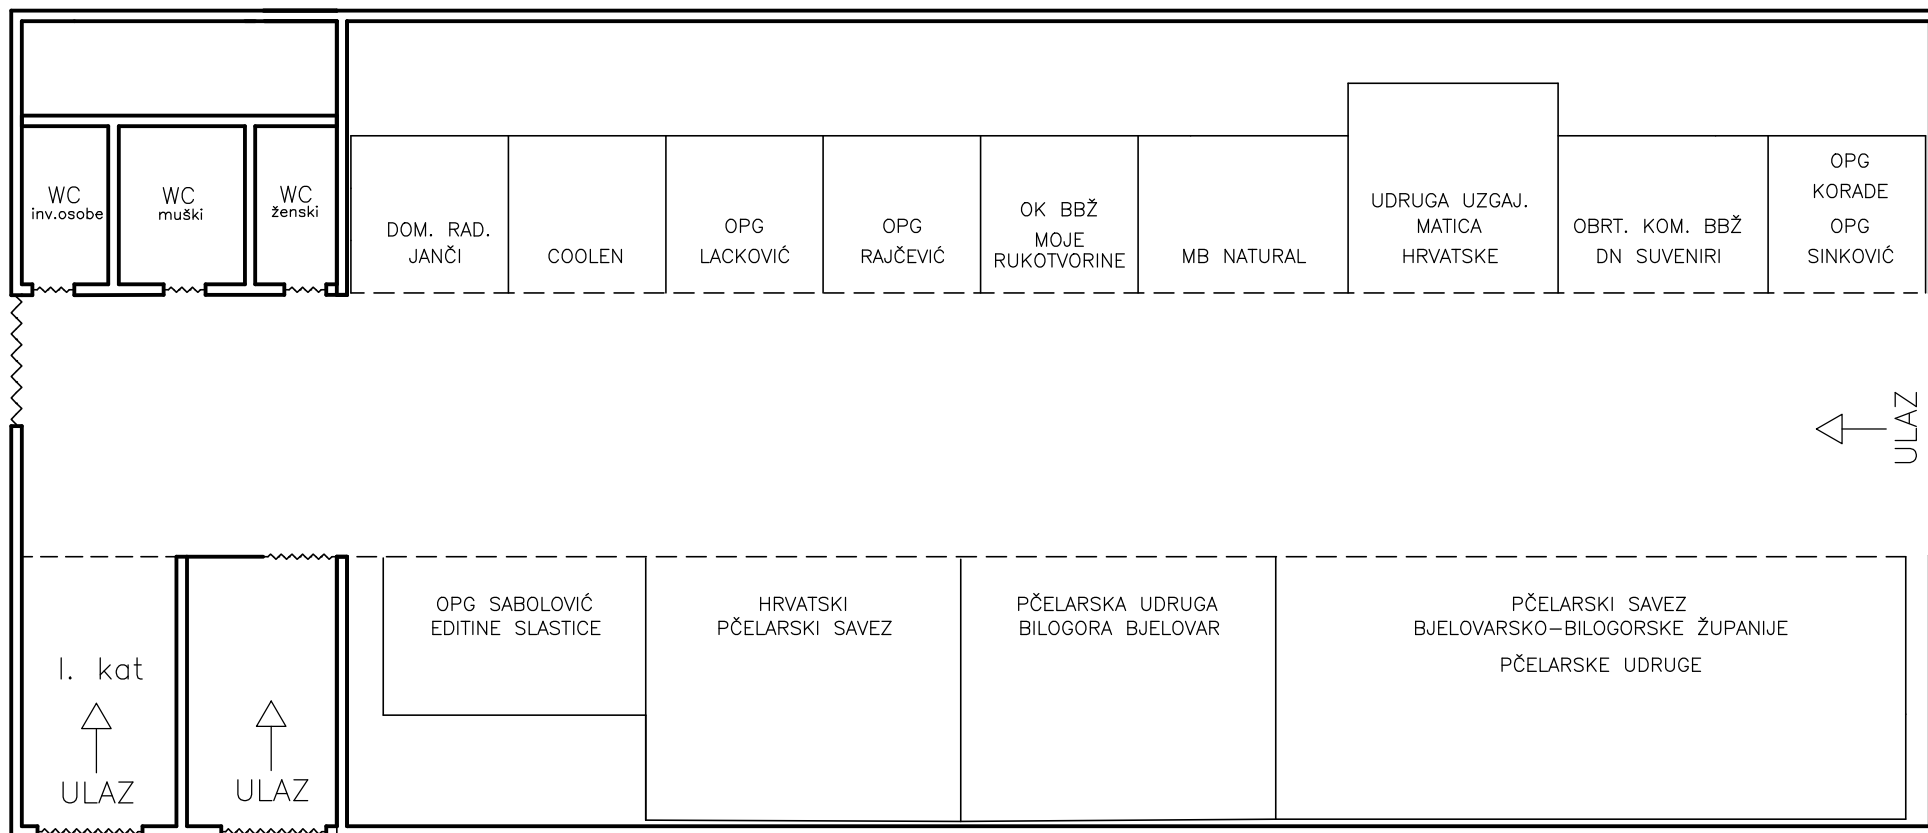 WC
inv.osobe
WC
muški
WC
ženski
DOM. RAD.
JANČI
COOLEN
OPG
LACKOVIĆ
OPG
RAJČEVIĆ
OK BBŽ
MOJE
RUKOTVORINE
MB NATURAL
UDRUGA UZGAJ.
MATICA
HRVATSKE
OBRT. KOM. BBŽ
DN SUVENIRI
OPG
KORADE
OPG
SINKOVIĆ
ULAZ
OPG SABOLOVIĆ
EDITINE SLASTICE
HRVATSKI
PČELARSKI SAVEZ
PČELARSKA UDRUGA
BILOGORA BJELOVAR
PČELARSKI SAVEZ
BJELOVARSKO-BILOGORSKE ŽUPANIJE
PČELARSKE UDRUGE
I. kat
ULAZ
ULAZ